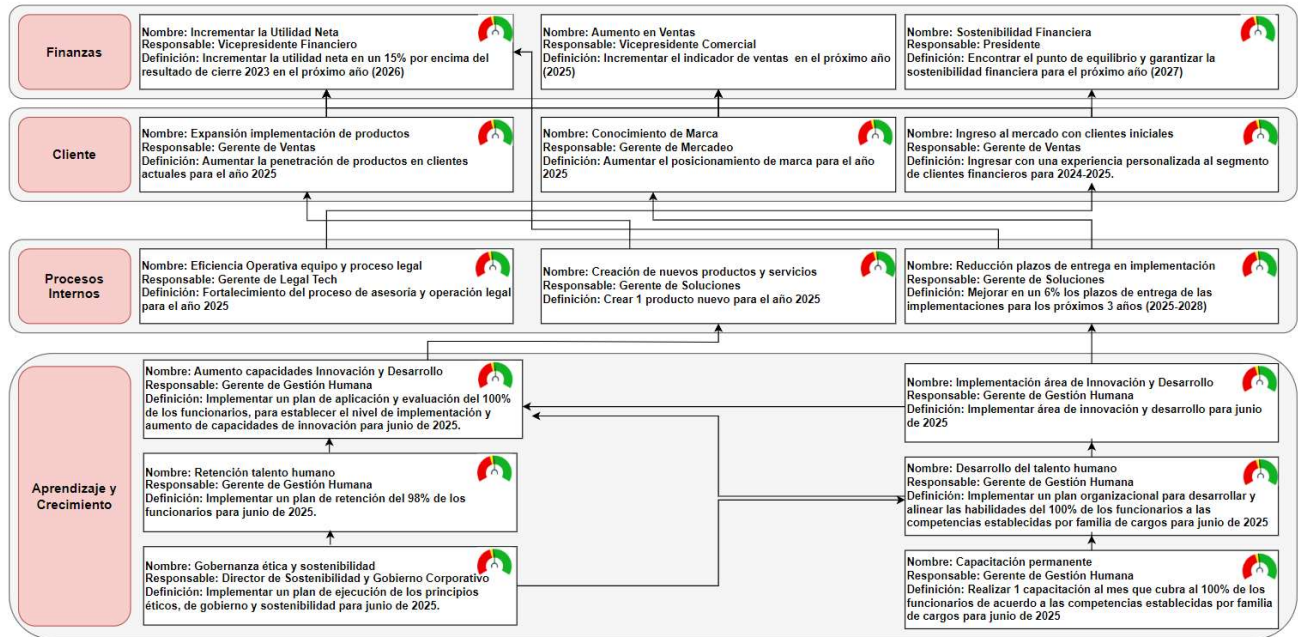 Finanzas
Nombre: Incrementar la Utilidad Neta
Responsable: Vicepresidente Financiero
Definición: Incrementar la utilidad neta en un 15% por encima del
resultado de cierre 2023 en el próximo año (2026)
Nombre: Aumento en Ventas
Responsable: Vicepresidente Comercial
Definición: Incrementar el indicador de ventas en el próximo año
(2025)
Nombre: Sostenibilidad Financiera
Responsable: Presidente
Definición: Encontrar el punto de equilibrio y garantizar la
sostenibilidad financiera para el próximo año (2027)
Cliente
Nombre: Expansión implementación de productos
Responsable: Gerente de Ventas
Definición: Aumentar la penetración de productos en clientes
actuales para el año 2025
Nombre: Conocimiento de Marca
Responsable: Gerente de Mercadeo
Definición: Aumentar el posicionamiento de marca para el año
2025
Nombre: Ingreso al mercado con clientes iniciales
Responsable: Gerente de Ventas
Definición: Ingresar con una experiencia personalizada al segmento
de clientes financieros para 2024-2025.
Procesos
Internos
Nombre: Eficiencia Operativa equipo y proceso legal
Responsable: Gerente de Legal Tech
Definición: Fortalecimiento del proceso de asesoría y operación legal
para el año 2025
Nombre: Creación de nuevos productos y servicios
Responsable: Gerente de Soluciones
Definición: Crear 1 producto nuevo para el año 2025
Nombre: Reducción plazos de entrega en implementación
Responsable: Gerente de Soluciones
Definición: Mejorar en un 6% los plazos de entrega de las
implementaciones para los próximos 3 años (2025-2028)
Aprendizaje y
Crecimiento
Nombre: Aumento capacidades Innovación y Desarrollo
Responsable: Gerente de Gestión Humana
Definición: Implementar un plan de aplicación y evaluación del 100%
de los funcionarios, para establecer el nivel de implementación y
aumento de capacidades de innovación para junio de 2025.
Nombre: Implementación área de Innovación y Desarrollo
Responsable: Gerente de Gestión Humana
Definición: Implementar área de innovación y desarrollo para junio
de 2025
Nombre: Retención talento humano
Responsable: Gerente de Gestión Humana
Definición: Implementar un plan de retención del 98% de los
funcionarios para junio de 2025.
Nombre: Desarrollo del talento humano
Responsable: Gerente de Gestión Humana
Definición: Implementar un plan organizacional para desarrollar y
alinear las habilidades del 100% de los funcionarios a las
competencias establecidas por familia de cargos para junio de 2025
Nombre: Gobernanza ética y sostenibilidad
Responsable: Director de Sostenibilidad y Gobierno Corporativo
Definición: Implementar un plan de ejecución de los principios
éticos, de gobierno y sostenibilidad para junio de 2025.
Nombre: Capacitación permanente
Responsable: Gerente de Gestión Humana
Definición: Realizar 1 capacitación al mes que cubra al 100% de los
funcionarios de acuerdo a las competencias establecidas por familia
de cargos para junio de 2025